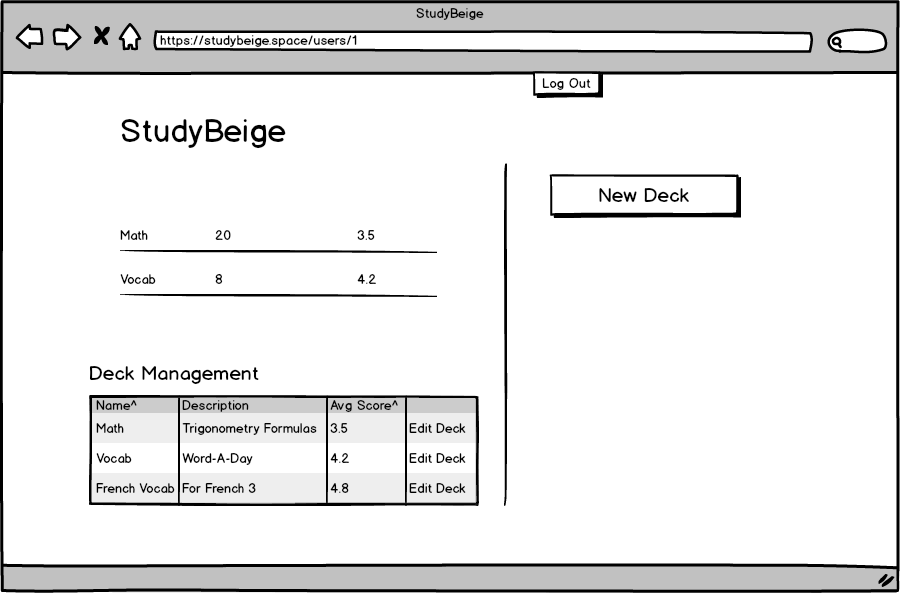 StudyBeige
https://studybeige.space/users/1
Log Out
StudyBeige
New Deck
Math 20 3.5
Vocab 8 4.2
Deck Management
Name^ Description Avg Score^
Math Trigonometry Formulas 3.5 Edit Deck
Vocab Word-A-Day 4.2 Edit Deck
French Vocab For French 3 4.8 Edit Deck